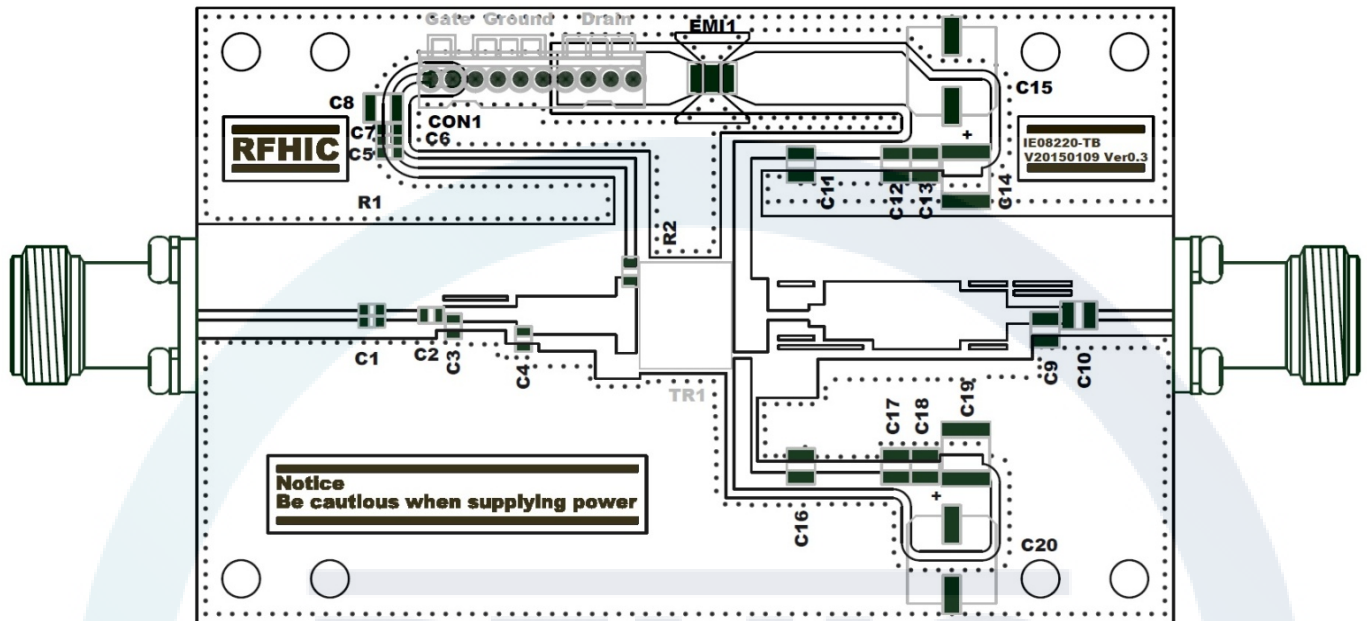 Gate Ground Drain
EMI1
C15
C8
CON1
C7
C6
C5
RFHIC
IE08220-TB
V20150109 Ver0.3
+
R1
R2
C11
C12
C13
C14
C1
C2
C3
C4
TR1
C9
C10
C17
C18
C19
C16
+
C20
Notice
Be cautious when supplying power